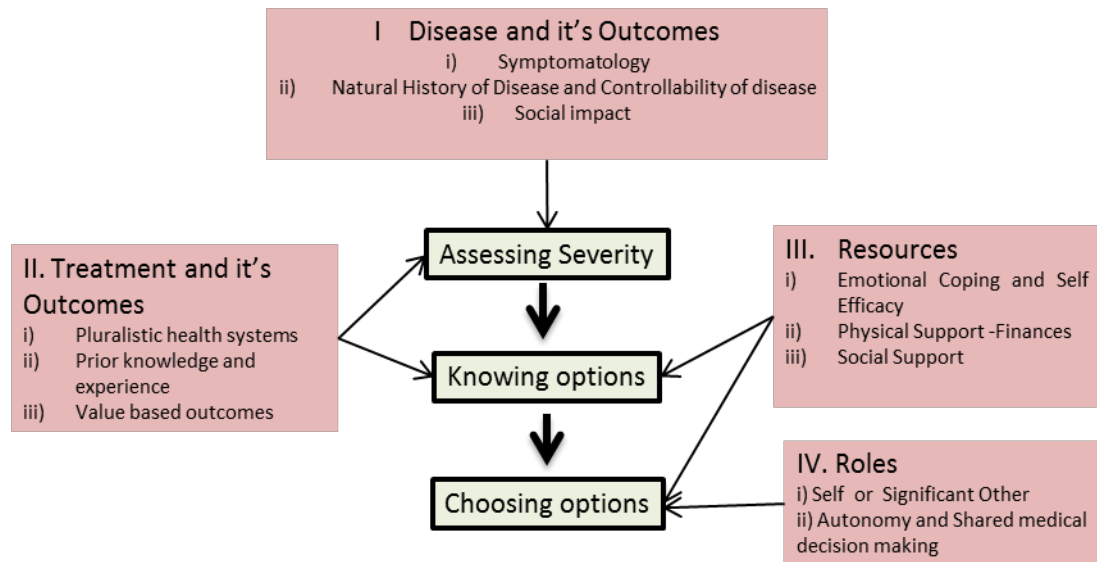 I Disease and it's Outcomes
i) Symptomatology
ii) Natural History of Disease and Controllability of disease
iii) Social impact
Assessing Severity
II. Treatment and it's
Outcomes
i) Pluralistic health systems
ii) Prior knowledge and
experience
iii) Value based outcomes
III. Resources
i) Emotional Coping and Self
Efficacy
ii) Physical Support -Finances
iii) Social Support
Knowing options
Choosing options
IV. Roles
i) Self or Significant Other
ii) Autonomy and Shared medical
decision making